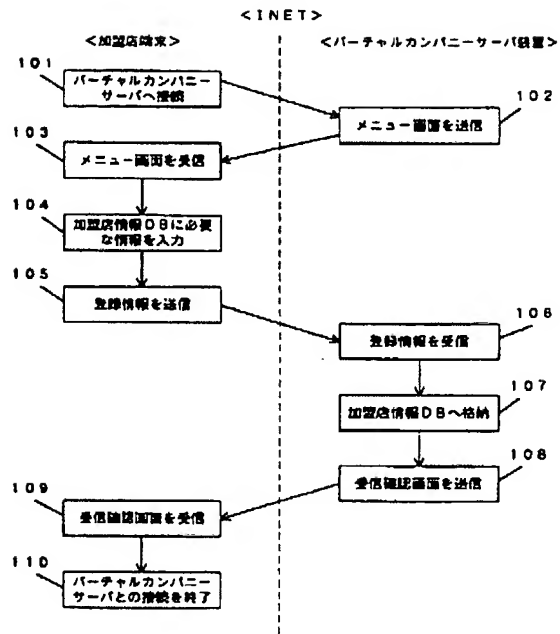 <INET>
<加盟店端末>
<バーチャルカンパニーサーバ装置>
101
バーチャルカンパニー
サーバへ接続
102
メニュー画面を送信
103
メニュー画面を受信
104
加盟店情報DBに必要
な情報を入力
105
登録情報を送信
106
登録情報を受信
107
加盟店情報DBへ格納
108
受信確認画面を送信
109
受信確認画面を受信
110
バーチャルカンパニー
サーバとの接続を終了